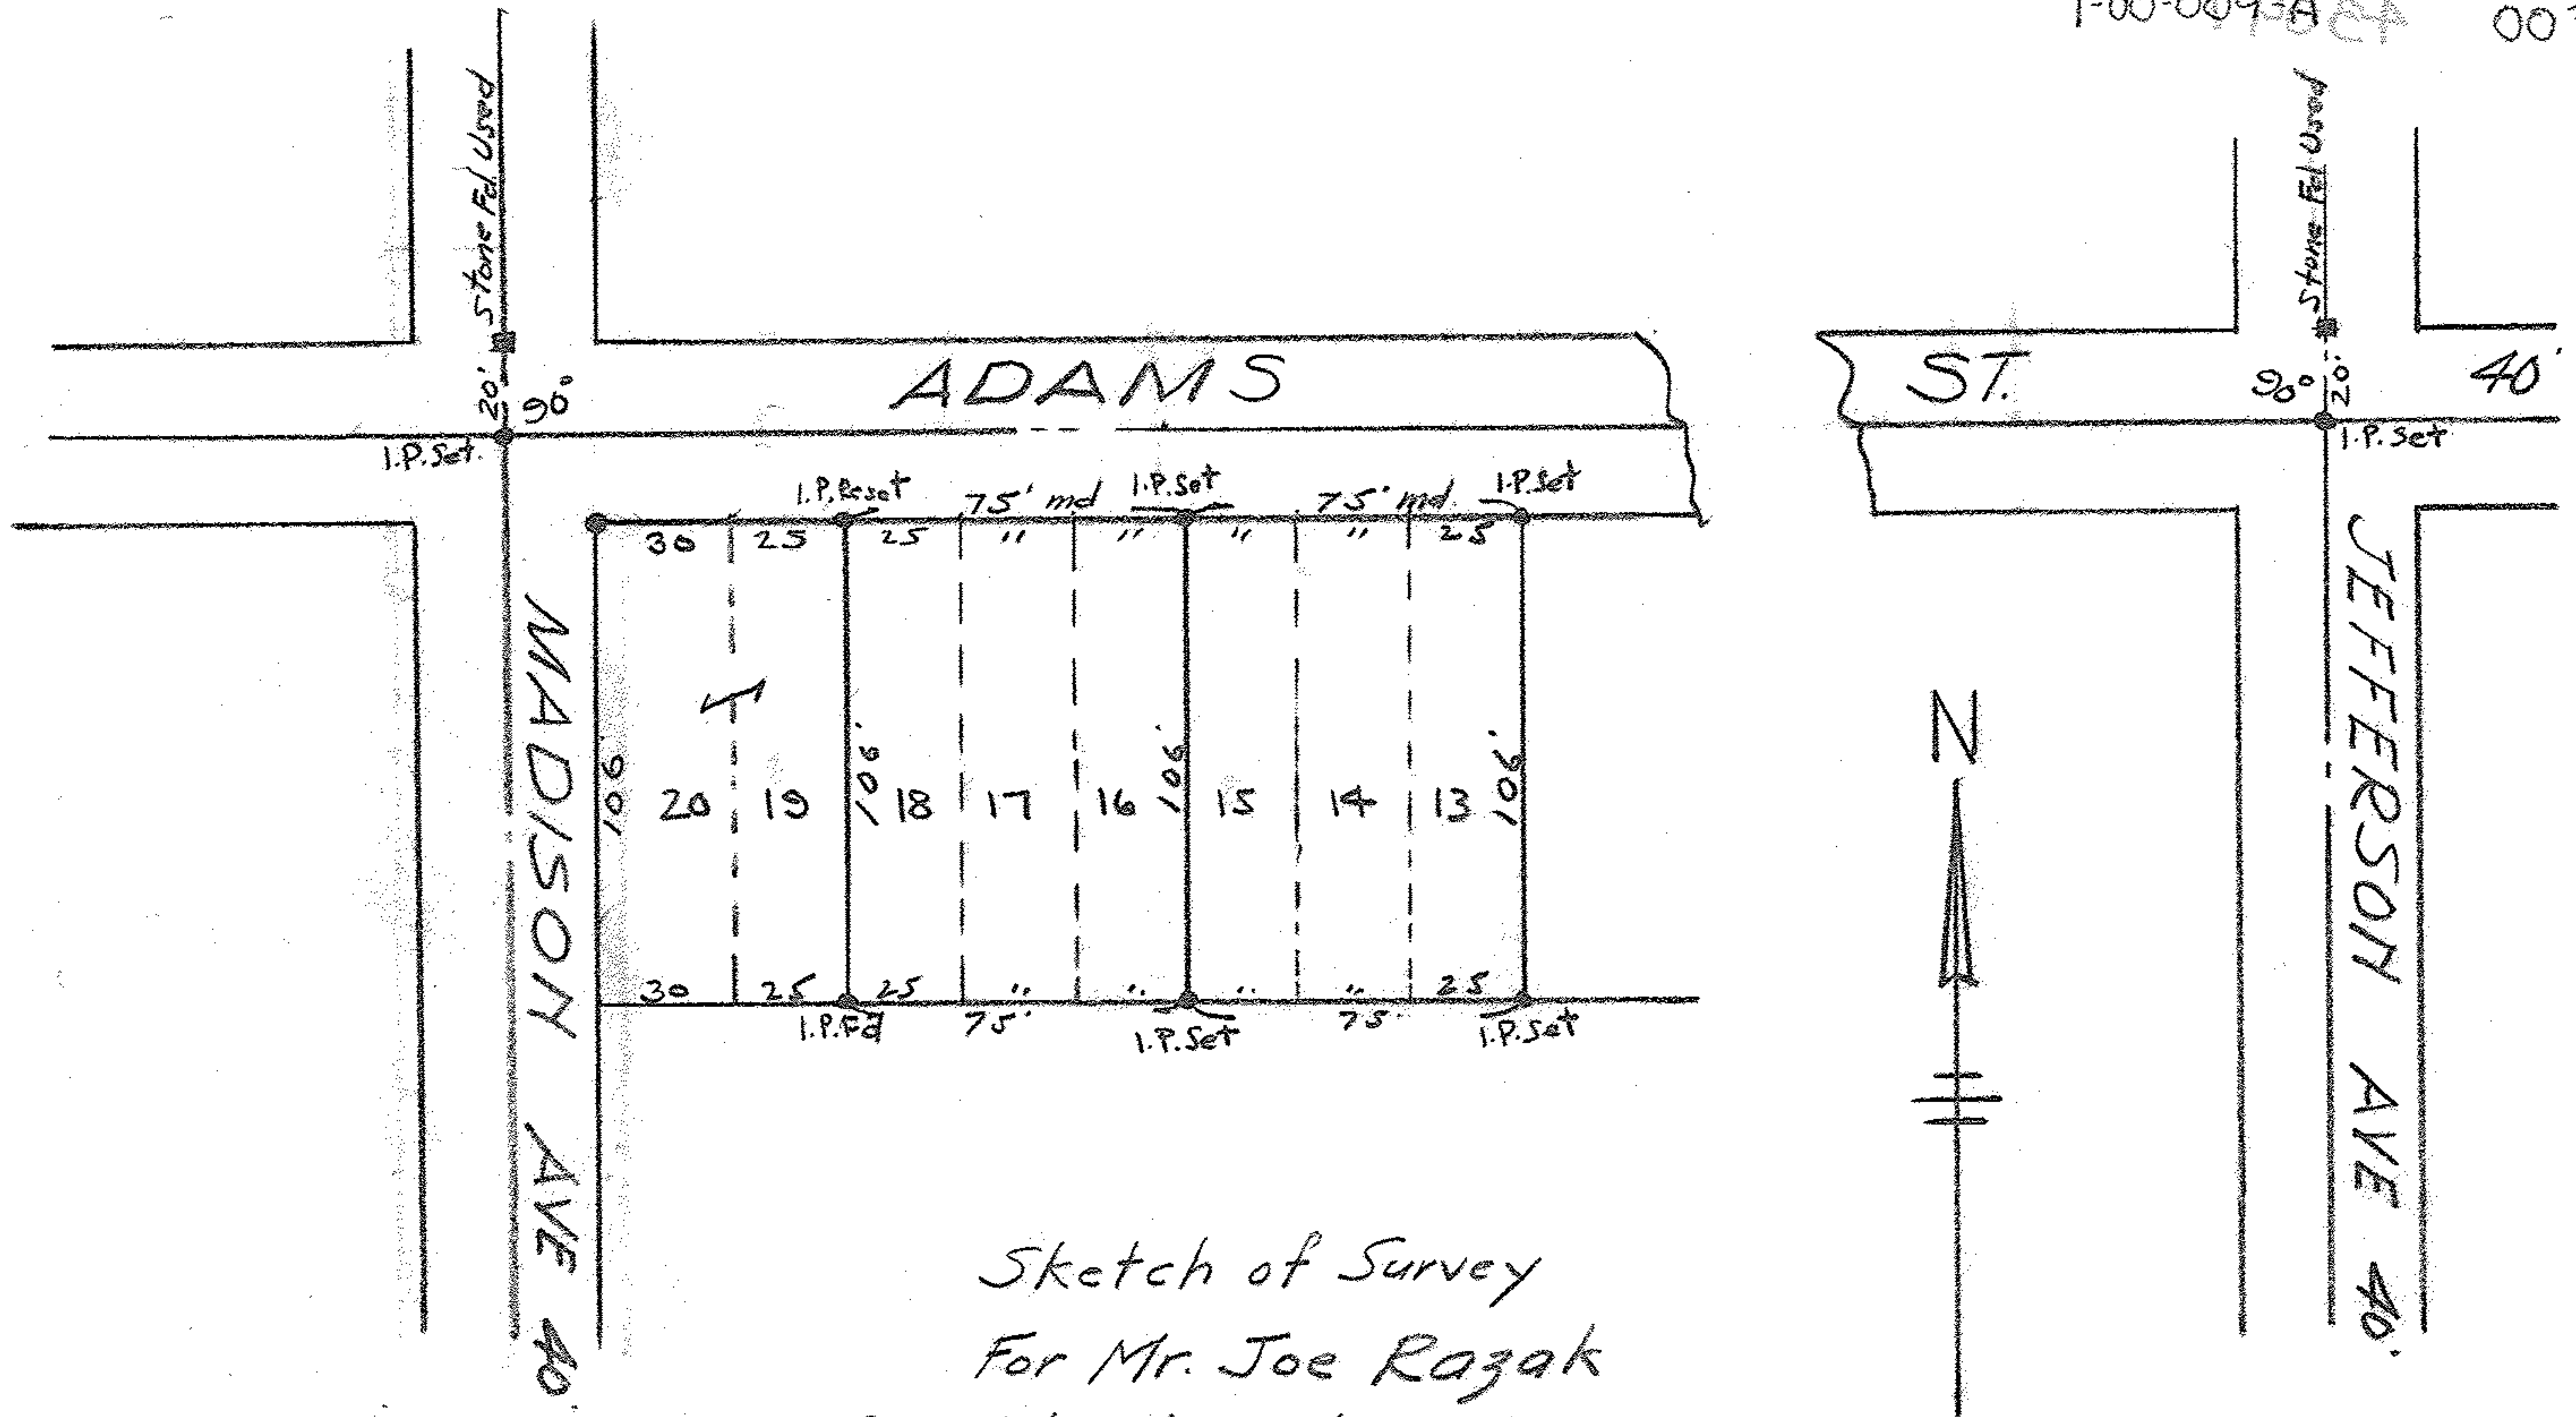 Stone Fd. Used
Stone Fd Used
20'
90°
ADAMS
ST.
90°
20'
40'
I.P. Set.
I.P. Set
I.P. Reset
75' md
I.P. Set
75' md.
I.P. Set
30 25 25 " " " " 25
MADISON AVE 40'
JEFFERSON AVE 40'
N
106'
20 19
106'
18 17 16
106'
15 14 13
106'
30 25 25 " " " " 25
I.P. Fd
75'
I.P. Set
75'
I.P. Set
Sketch of Survey
For Mr. Joe Razak